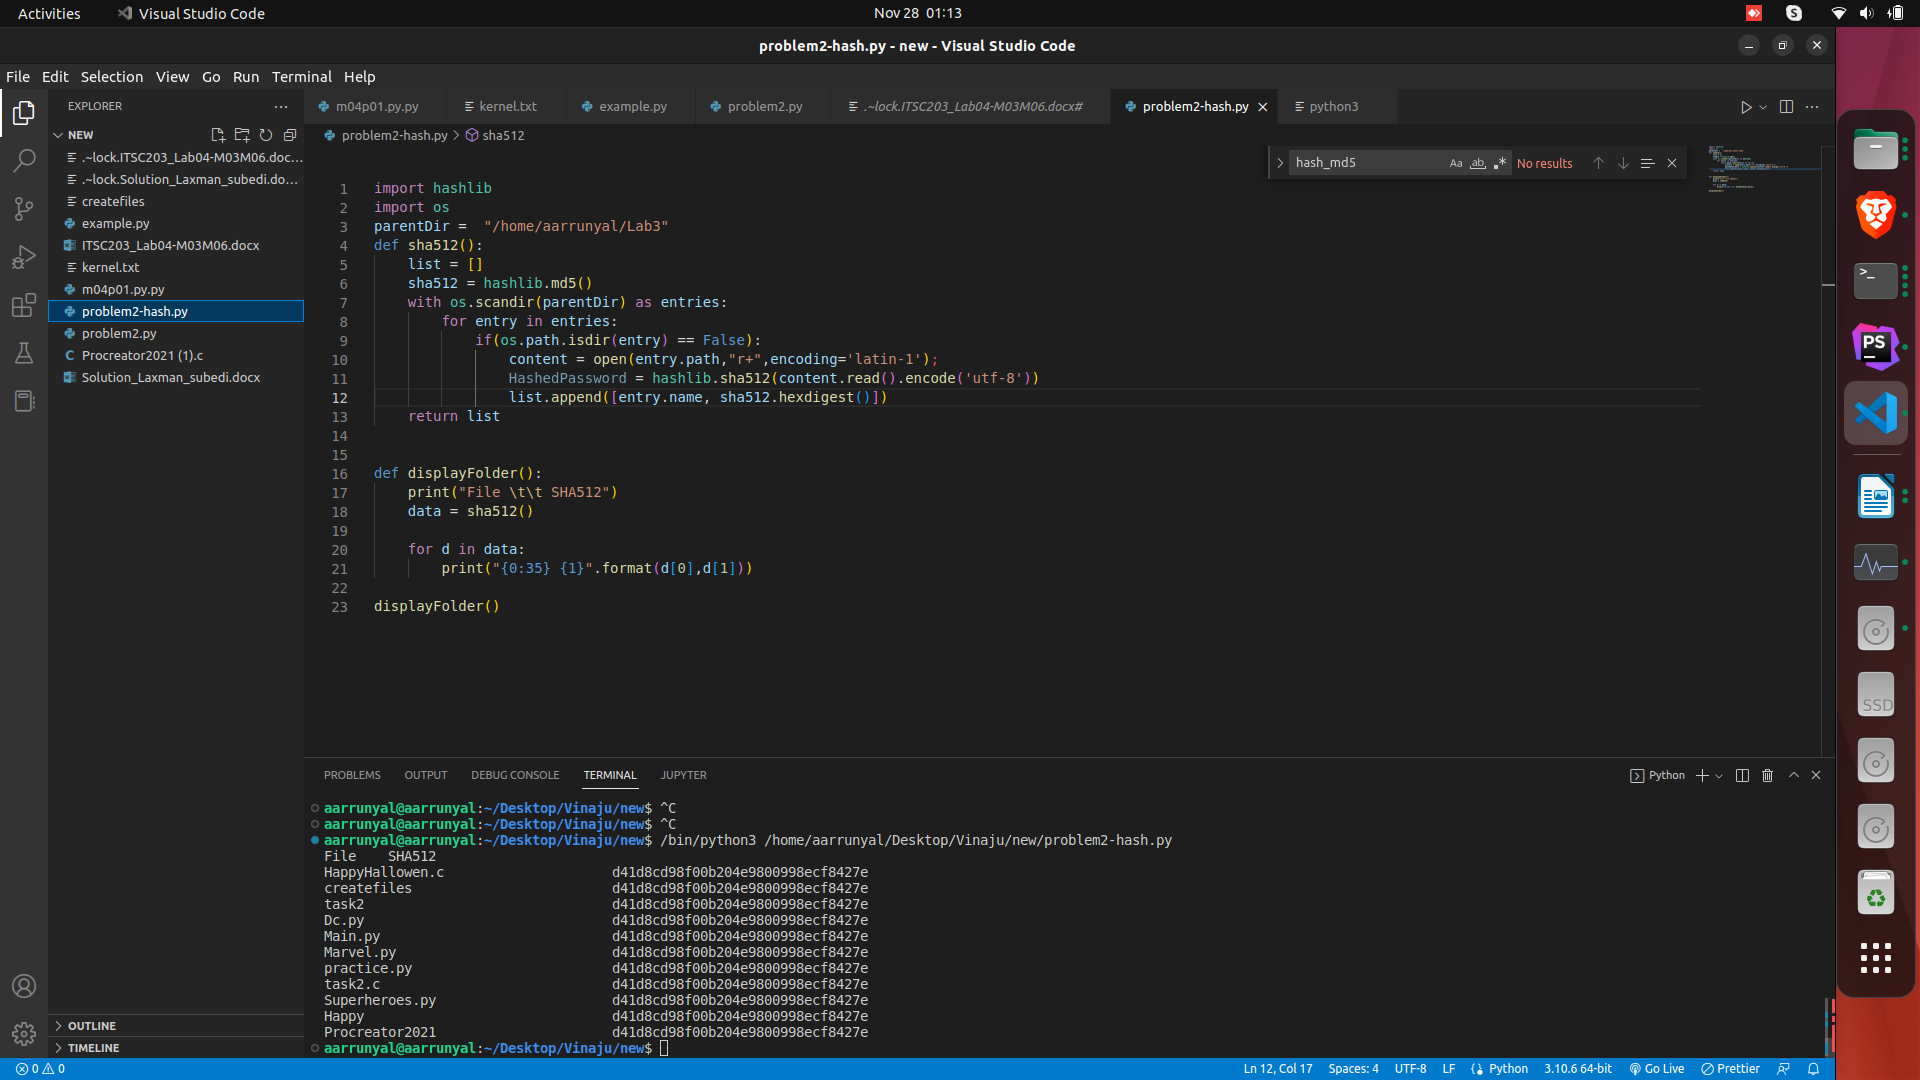 Activities
Visual Studio Code
Nov 28 01:13
problem2-hash.py - new - Visual Studio Code
File Edit Selection View Go Run Terminal Help
EXPLORER
m04p01.py.py
kernel.txt
example.py
problem2.py
.~lock.ITSC203_Lab04-M03M06.docx#
problem2-hash.py
python3
NEW
problem2-hash.py > sha512
.~lock.ITSC203_Lab04-M03M06.doc...
.~lock.Solution_Laxman_subedi.do...
createfiles
example.py
ITSC203_Lab04-M03M06.docx
kernel.txt
m04p01.py.py
problem2-hash.py
problem2.py
C Procreator2021 (1).c
Solution_Laxman_subedi.docx
OUTLINE
TIMELINE
hash_md5
Aa ab .* No results
1 import hashlib
2 import os
3 parentDir =  "/home/aarrunyal/Lab3"
4 def sha512():
5     list = []
6     sha512 = hashlib.md5()
7     with os.scandir(parentDir) as entries:
8         for entry in entries:
9             if(os.path.isdir(entry) == False):
10                 content = open(entry.path,"r+",encoding='latin-1');
11                 HashedPassword = hashlib.sha512(content.read().encode('utf-8'))
12                 list.append([entry.name, sha512.hexdigest()])
13     return list
14
15
16 def displayFolder():
17     print("File \t\t SHA512")
18     data = sha512()
19
20     for d in data:
21         print("{0:35} {1}".format(d[0],d[1]))
22
23 displayFolder()
PROBLEMS OUTPUT DEBUG CONSOLE TERMINAL JUPYTER
Python
aarrunyal@aarrunyal:~/Desktop/Vinaju/new$ ^C
aarrunyal@aarrunyal:~/Desktop/Vinaju/new$ ^C
aarrunyal@aarrunyal:~/Desktop/Vinaju/new$ /bin/python3 /home/aarrunyal/Desktop/Vinaju/new/problem2-hash.py
File    SHA512
HappyHallowen.c                     d41d8cd98f00b204e9800998ecf8427e
createfiles                         d41d8cd98f00b204e9800998ecf8427e
task2                               d41d8cd98f00b204e9800998ecf8427e
Dc.py                               d41d8cd98f00b204e9800998ecf8427e
Main.py                             d41d8cd98f00b204e9800998ecf8427e
Marvel.py                           d41d8cd98f00b204e9800998ecf8427e
practice.py                         d41d8cd98f00b204e9800998ecf8427e
task2.c                             d41d8cd98f00b204e9800998ecf8427e
Superheroes.py                      d41d8cd98f00b204e9800998ecf8427e
Happy                               d41d8cd98f00b204e9800998ecf8427e
Procreator2021                      d41d8cd98f00b204e9800998ecf8427e
aarrunyal@aarrunyal:~/Desktop/Vinaju/new$
0 0
Ln 12, Col 17 Spaces: 4 UTF-8 LF Python 3.10.6 64-bit Go Live Prettier
>_
PS
SSD